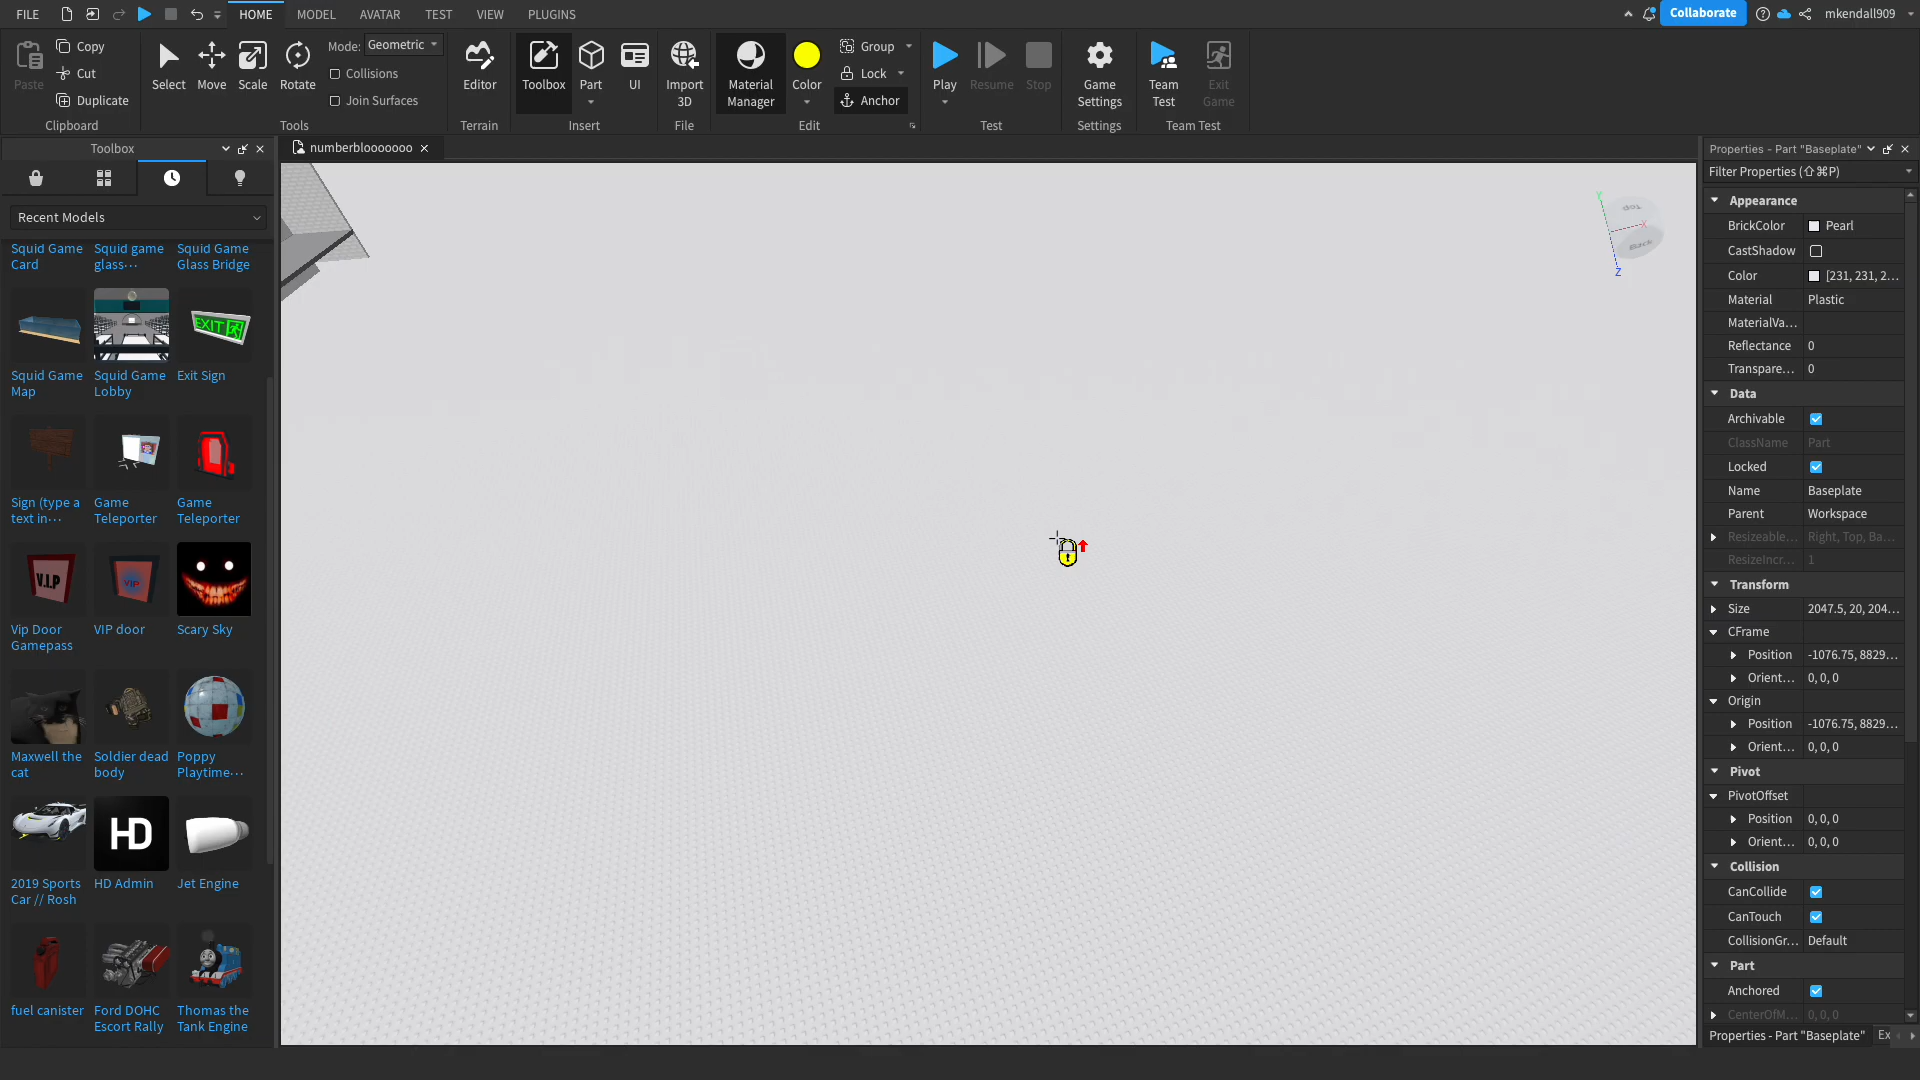 FILE
HOME
MODEL
AVATAR
TEST
VIEW
PLUGINS
Collaborate
mkendall909
Paste
Copy
Cut
Duplicate
Clipboard
Select
Move
Scale
Rotate
Mode:
Geometric
Collisions
Join Surfaces
Tools
Editor
Terrain
Toolbox
Part
UI
Insert
Import
3D
File
Material
Manager
Color
Group
Lock
Anchor
Edit
Play
Resume
Stop
Test
Game
Settings
Settings
Team
Test
Exit
Game
Team Test
Toolbox
numberblooooooo
Recent Models
Squid Game
Card
Squid game
glass···
Squid Game
Glass Bridge
EXIT
Squid Game
Map
Squid Game
Lobby
Exit Sign
Sign (type a
text in···
Game
Teleporter
Game
Teleporter
V.I.P
VIP
Vip Door
Gamepass
VIP door
Scary Sky
Maxwell the
cat
Soldier dead
body
Poppy
Playtime···
HD
2019 Sports
Car // Rosh
HD Admin
Jet Engine
fuel canister
Ford DOHC
Escort Rally
Thomas the
Tank Engine
Y
X
Z
Top
Back
Properties - Part "Baseplate"
Filter Properties (⇧⌘P)
Appearance
BrickColor Pearl
CastShadow
Color [231, 231, 2...
Material Plastic
MaterialVa...
Reflectance 0
Transpare... 0
Data
Archivable
ClassName Part
Locked
Name Baseplate
Parent Workspace
Resizeable... Right, Top, Ba...
ResizeIncr... 1
Transform
Size 2047.5, 20, 204...
CFrame
Position -1076.75, 8829...
Orient... 0, 0, 0
Origin
Position -1076.75, 8829...
Orient... 0, 0, 0
Pivot
PivotOffset
Position 0, 0, 0
Orient... 0, 0, 0
Collision
CanCollide
CanTouch
CollisionGr... Default
Part
Anchored
CenterOfM... 0, 0, 0
Properties - Part "Baseplate"
Ex